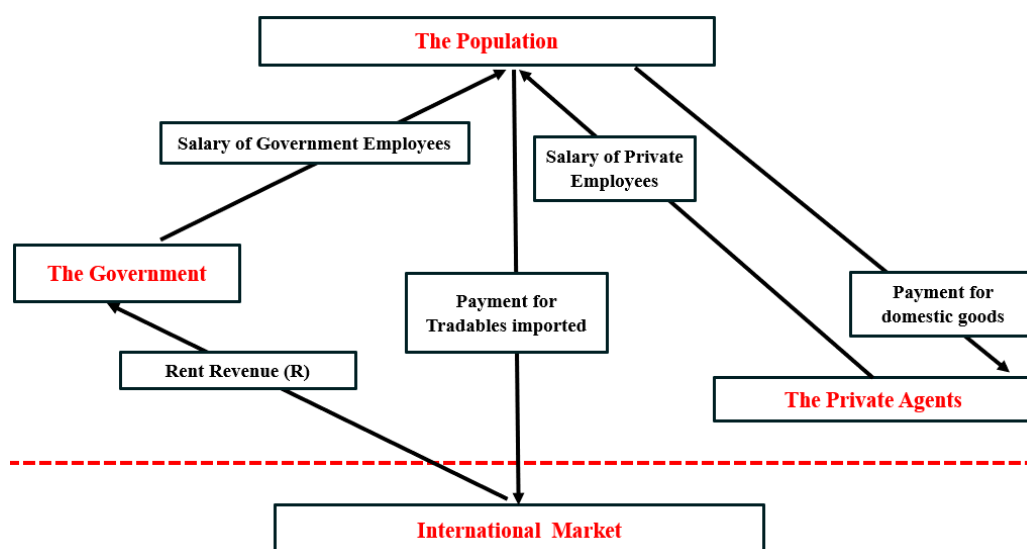 The Population
Salary of Government Employees
Salary of Private
Employees
The Government
Payment for
Tradables imported
Payment for
domestic goods
Rent Revenue (R)
The Private Agents
International Market